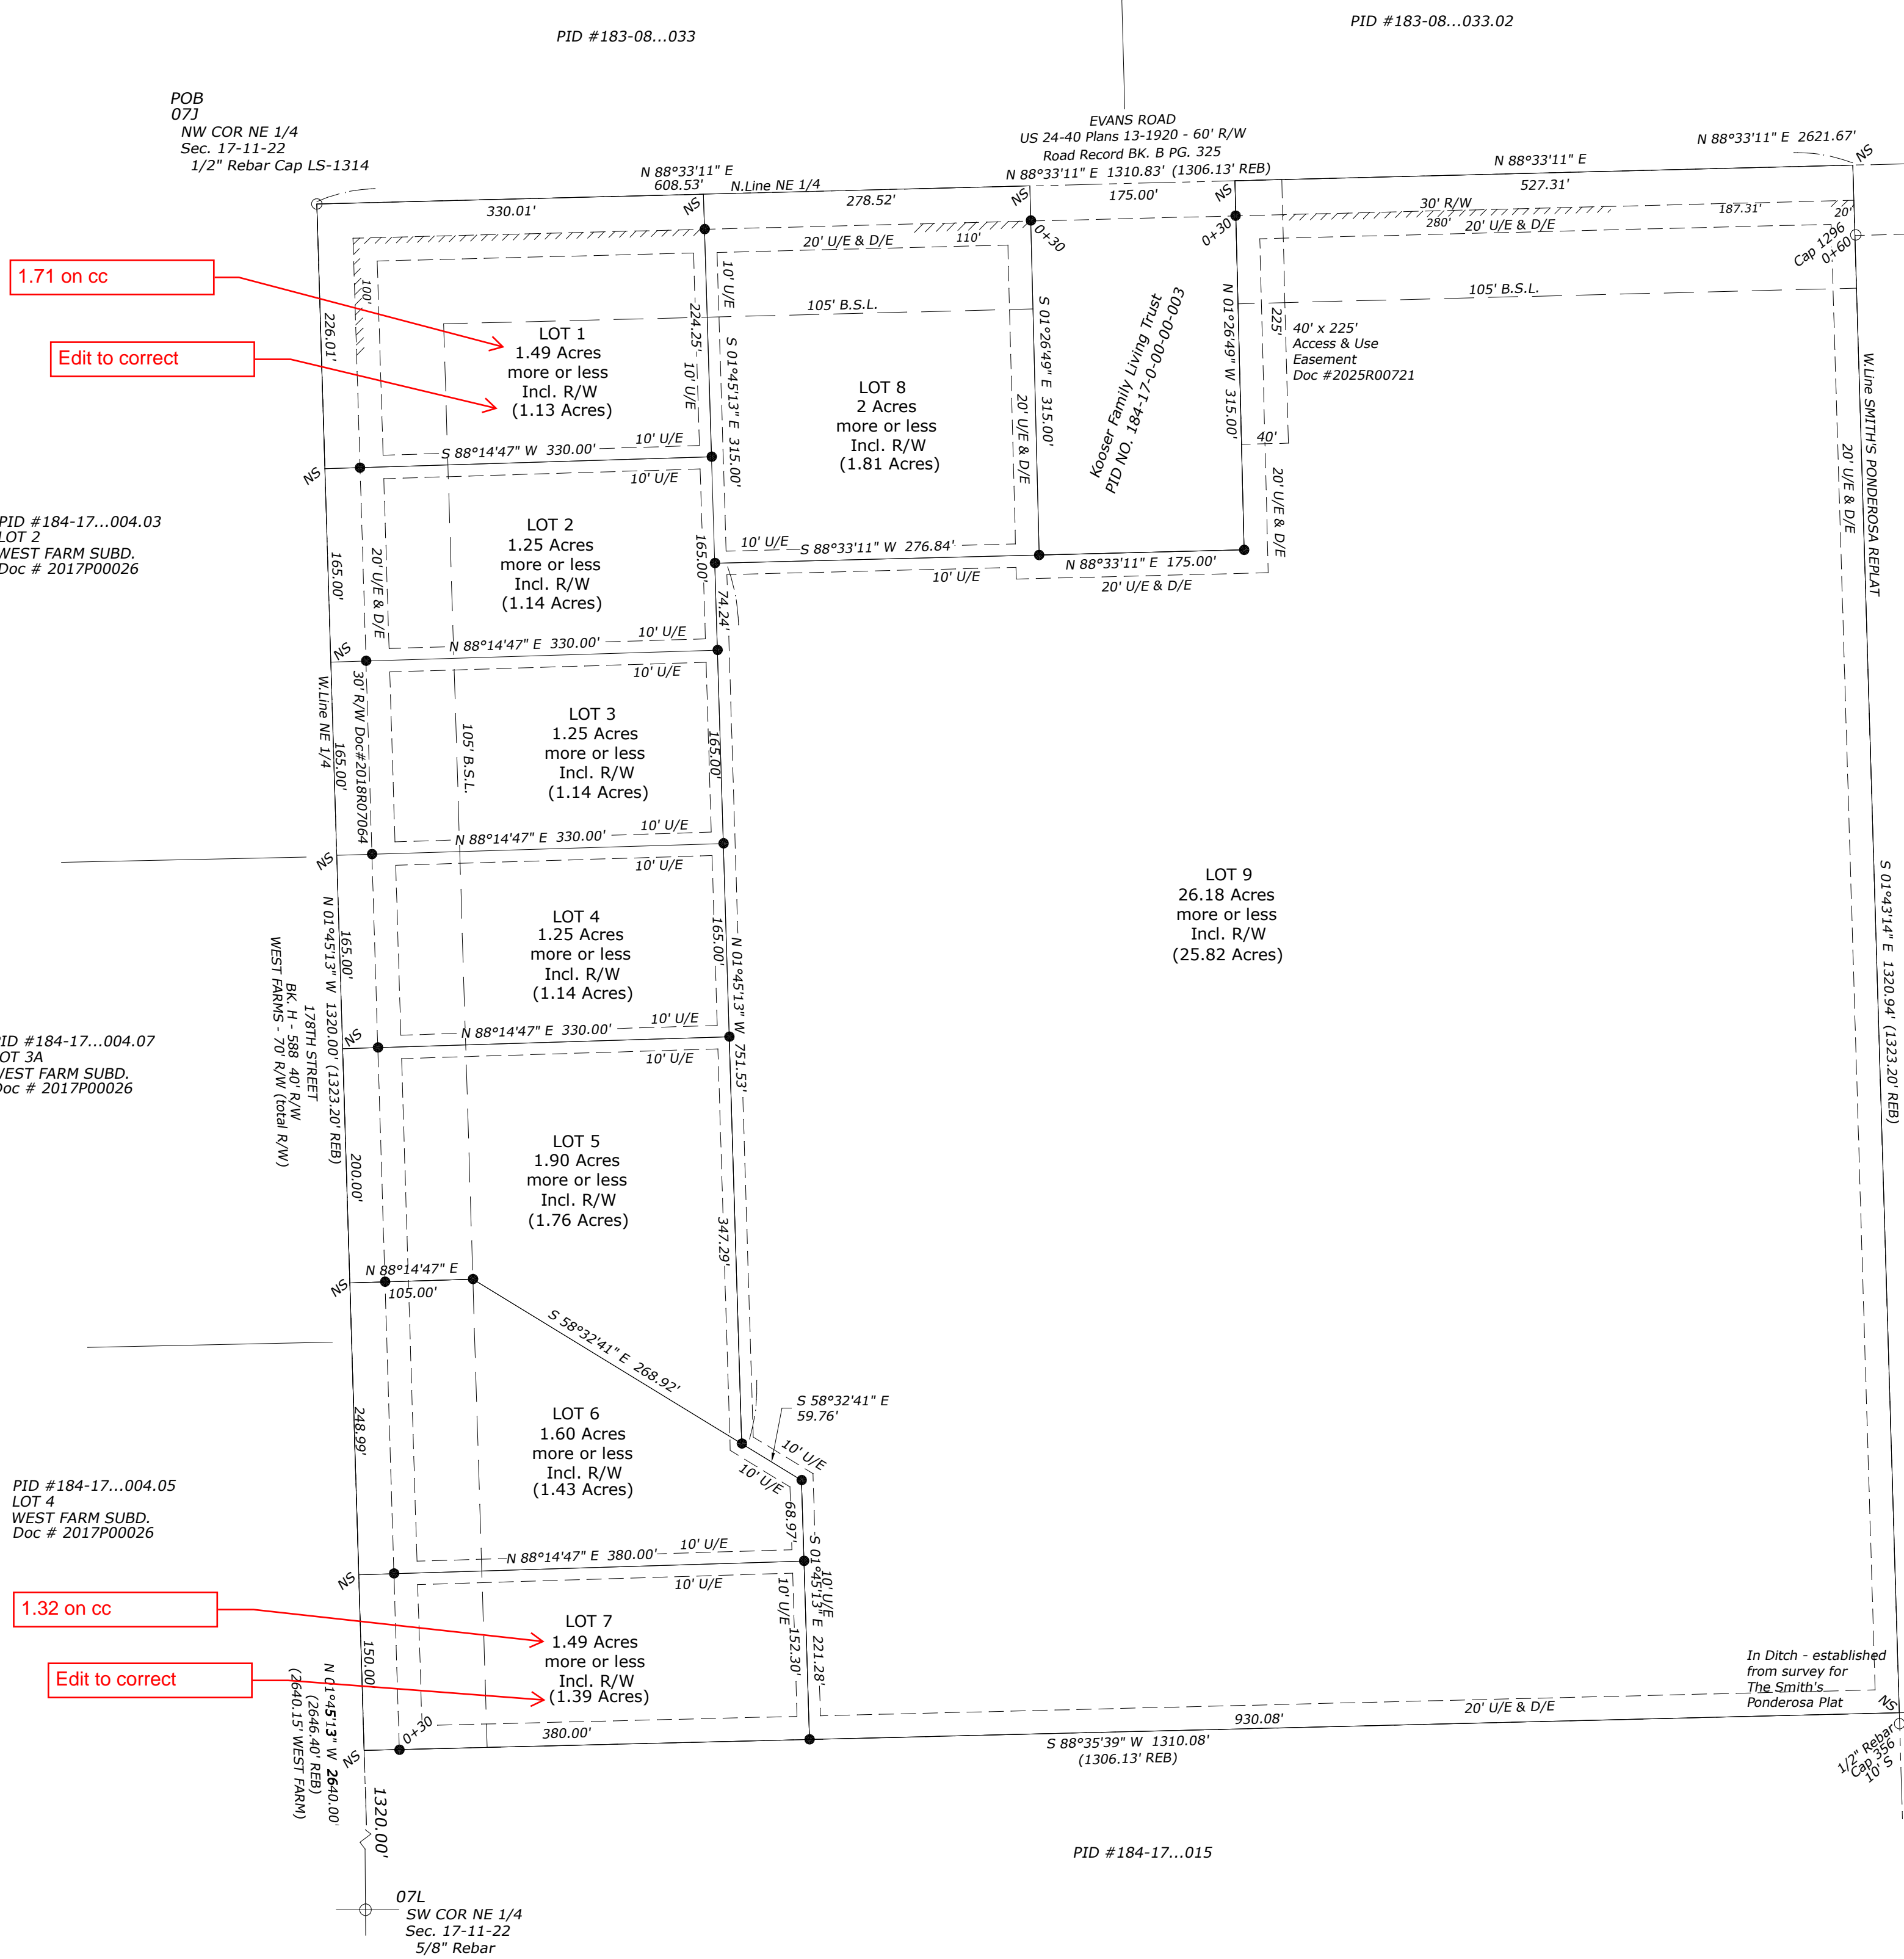 PID #183-08...033
PID #183-08...033.02
POB
07J
NW COR NE 1/4
Sec. 17-11-22
1/2" Rebar Cap LS-1314
EVANS ROAD
US 24-40 Plans 13-1920 - 60' R/W
Road Record BK. B PG. 325
N 88°33'11" E 1310.83' (1306.13' REB)
N 88°33'11" E 2621.67'
NS
N 88°33'11" E
608.53'
N.Line NE 1/4
N 88°33'11" E
330.01'
NS
278.52'
NS
175.00'
NS
527.31'
30' R/W
187.31'
20'
280'
20' U/E & D/E
110'
20' U/E & D/E
0+30
0+30
Cap 1296
0+60
1.71 on cc
Edit to correct
100'
226.01'
105' B.S.L.
105' B.S.L.
LOT 1
1.49 Acres
more or less
Incl. R/W
(1.13 Acres)
224.25'
10' U/E
10' U/E
10' U/E
S 01°45'13" E 315.00'
S 88°14'47" W 330.00'
NS
LOT 8
2 Acres
more or less
Incl. R/W
(1.81 Acres)
20' U/E & D/E
S 01°26'49" E 315.00'
Kooser Family Living Trust
PID NO. 184-17-0-00-00-003
N 01°26'49" W 315.00'
225'
40' x 225'
Access & Use
Easement
Doc #2025R00721
40'
20' U/E & D/E
W.Line SMITH'S PONDEROSA REPLAT
20' U/E & D/E
PID #184-17...004.03
LOT 2
WEST FARM SUBD.
Doc # 2017P00026
10' U/E
LOT 2
1.25 Acres
more or less
Incl. R/W
(1.14 Acres)
165.00'
20' U/E & D/E
165.00'
10' U/E
S 88°33'11" W 276.84'
10' U/E
N 88°33'11" E 175.00'
20' U/E & D/E
74.24'
10' U/E
N 88°14'47" E 330.00'
NS
10' U/E
W.Line NE 1/4
165.00'
30' R/W Doc#2018R07064
105' B.S.L.
LOT 3
1.25 Acres
more or less
Incl. R/W
(1.14 Acres)
165.00'
10' U/E
N 88°14'47" E 330.00'
NS
10' U/E
LOT 4
1.25 Acres
more or less
Incl. R/W
(1.14 Acres)
165.00'
165.00'
N 01°45'13" W 751.53'
LOT 9
26.18 Acres
more or less
Incl. R/W
(25.82 Acres)
S 01°43'14" E 1320.94' (1323.20' REB)
N 01°45'13" W 1320.00' (1323.20' REB)
178TH STREET
BK. H - 588 40' R/W
WEST FARMS - 70' R/W (total R/W)
10' U/E
N 88°14'47" E 330.00'
NS
10' U/E
PID #184-17...004.07
LOT 3A
WEST FARM SUBD.
Doc # 2017P00026
LOT 5
1.90 Acres
more or less
Incl. R/W
(1.76 Acres)
200.00'
347.29'
N 88°14'47" E
105.00'
NS
S 58°32'41" E 268.92'
S 58°32'41" E
59.76'
LOT 6
1.60 Acres
more or less
Incl. R/W
(1.43 Acres)
248.99'
10' U/E
10' U/E
68.97'
PID #184-17...004.05
LOT 4
WEST FARM SUBD.
Doc # 2017P00026
10' U/E
N 88°14'47" E 380.00'
NS
10' U/E
10' U/E
10' U/E
S 01°45'13" E 221.28'
1.32 on cc
Edit to correct
LOT 7
1.49 Acres
more or less
Incl. R/W
(1.39 Acres)
150.00
152.30'
In Ditch - established
from survey for
The Smith's
Ponderosa Plat
NS
0+30
NS
380.00'
930.08'
20' U/E & D/E
S 88°35'39" W 1310.08'
(1306.13' REB)
1/2" Rebar
Cap 356
10' S
N 01°45'13" W 2640.00'
(2646.40' REB)
(2640.15' WEST FARM)
1320.00'
PID #184-17...015
07L
SW COR NE 1/4
Sec. 17-11-22
5/8" Rebar